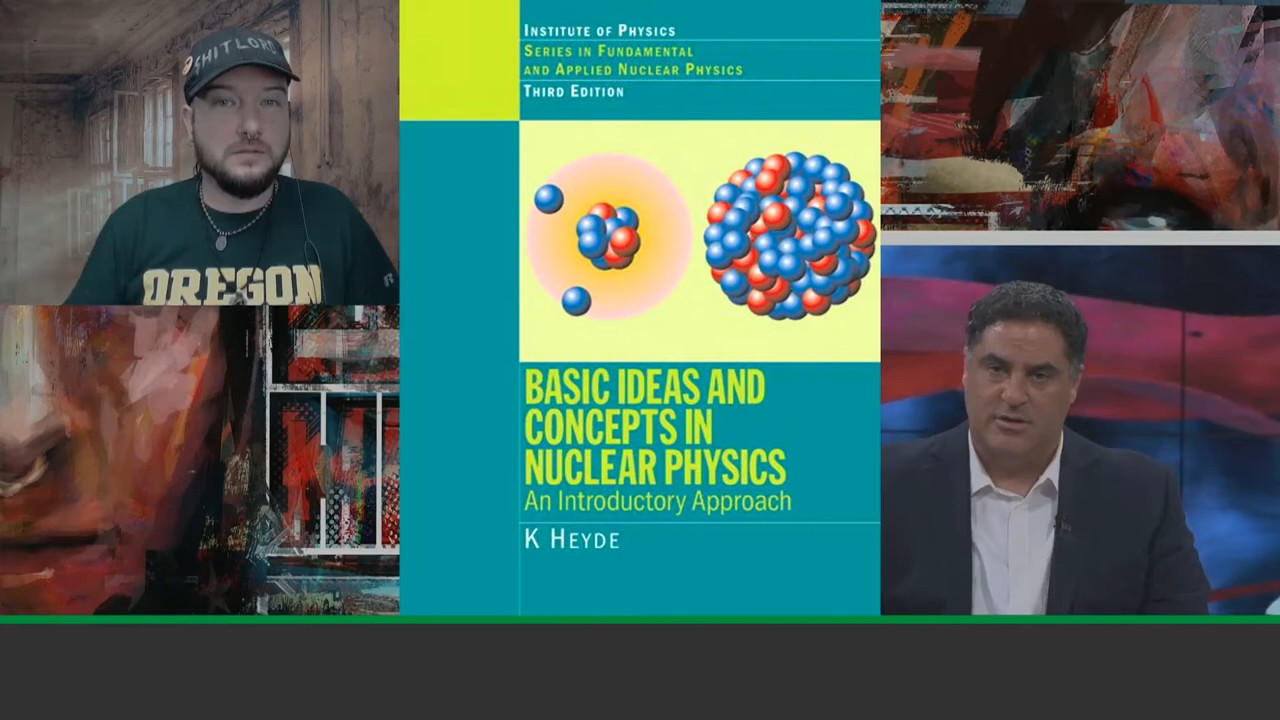 SHITLORD
OREGON
INSTITUTE OF PHYSICS
SERIES IN FUNDAMENTAL
AND APPLIED NUCLEAR PHYSICS
THIRD EDITION
BASIC IDEAS AND
CONCEPTS IN
NUCLEAR PHYSICS
An Introductory Approach
K HEYDE